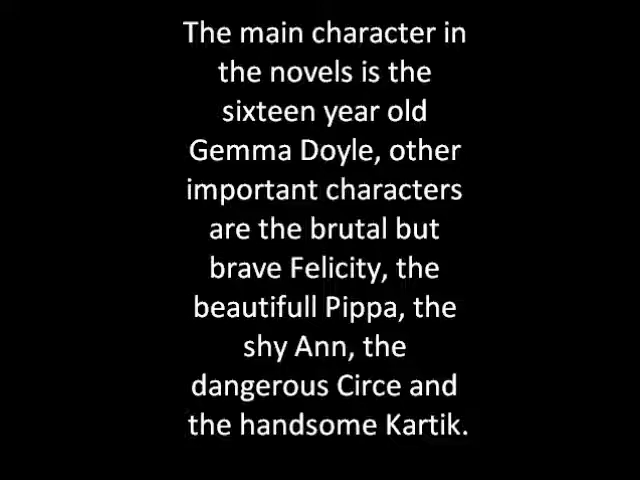 The main character in
the novels is the
sixteen year old
Gemma Doyle, other
important characters
are the brutal but
brave Felicity, the
beautifull Pippa, the
shy Ann, the
dangerous Circe and
the handsome Kartik.